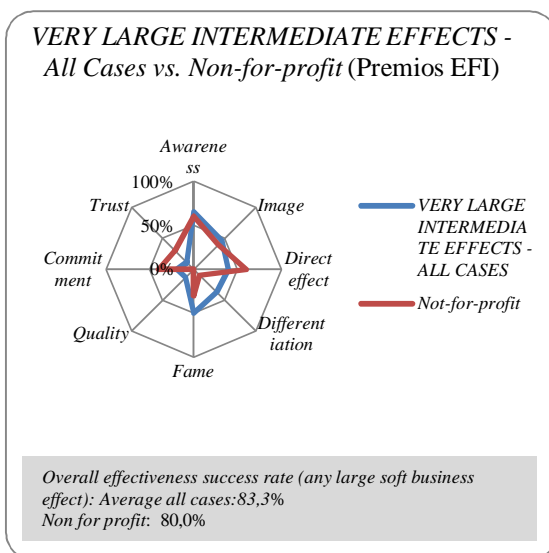 VERY LARGE INTERMEDIATE EFFECTS -
All Cases vs. Non-for-profit (Premios EFI)
Awarene
ss
100%
Trust
Image
50%
Commit
ment
0%
Direct
effect
Quality
Different
iation
Fame
VERY LARGE
INTERMEDIA
TE EFFECTS -
ALL CASES
Not-for-profit
Overall effectiveness success rate (any large soft business
effect): Average all cases:83,3%
Non for profit: 80,0%